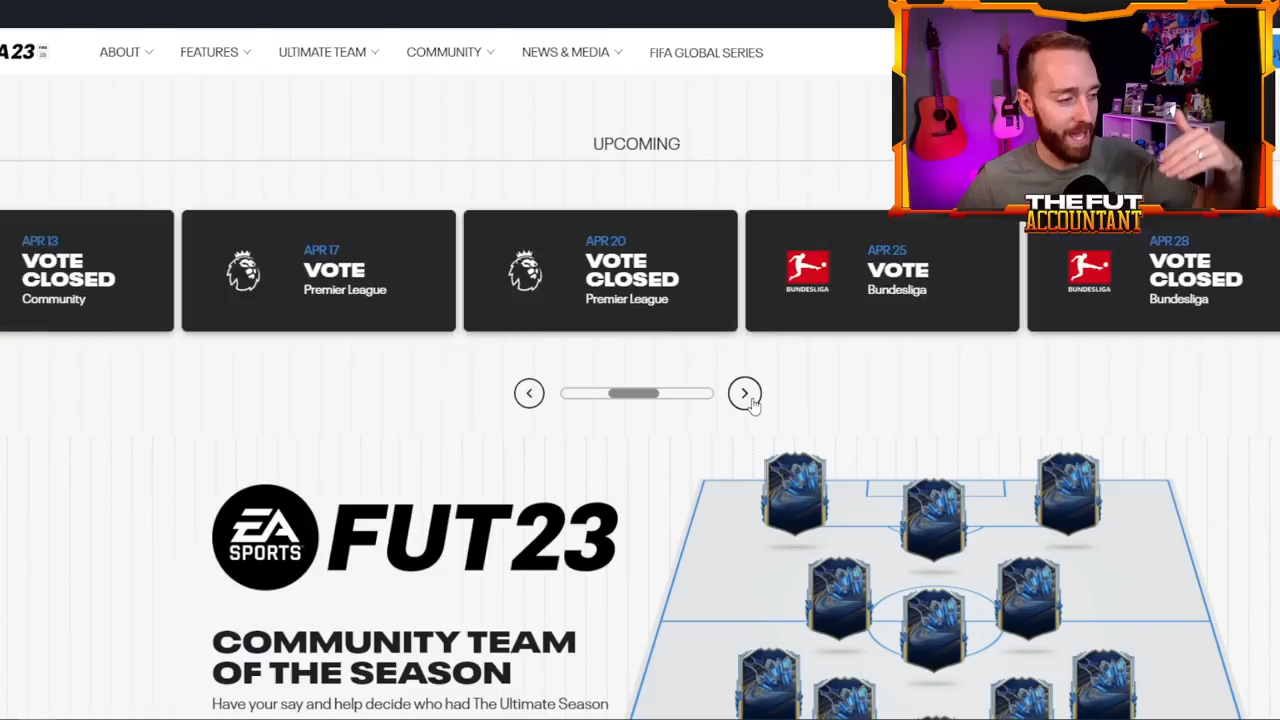 A 23
ABOUT
FEATURES
ULTIMATE TEAM
COMMUNITY
NEWS & MEDIA
FIFA GLOBAL SERIES
UPCOMING
THE FUT
ACCOUNTANT
APR 13
VOTE
CLOSED
Community
APR 17
VOTE
Premier League
APR 20
VOTE
CLOSED
Premier League
BUNDESLIGA
APR 25
VOTE
Bundesliga
BUNDESLIGA
APR 28
VOTE
CLOSED
Bundesliga
EA
SPORTS
FUT23
COMMUNITY TEAM
OF THE SEASON
Have your say and help decide who had The Ultimate Season